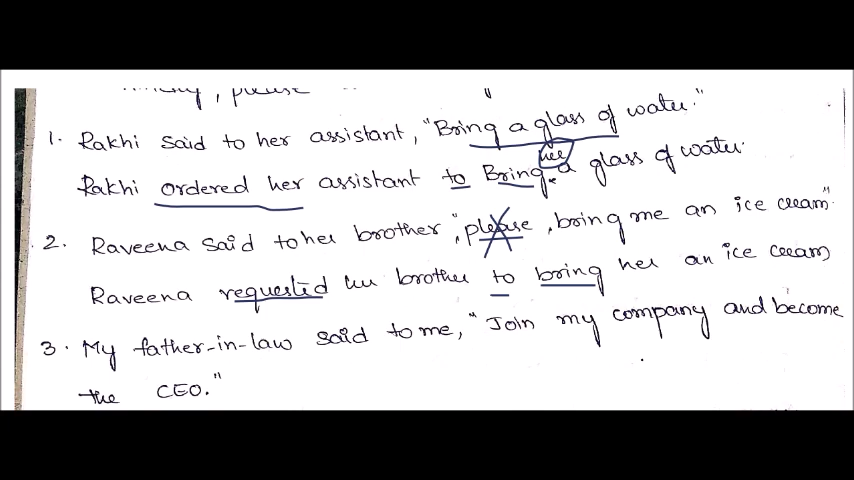 please
1. Rakhi said to her assistant, "Bring a glass of water."
her
Rakhi ordered her assistant to Bring a glass of water.
2. Raveena said to her brother, "please, bring me an ice cream."
Raveena requested her brother to bring her an ice cream
3. My father-in-law said to me, "Join my company and become
the CEO."